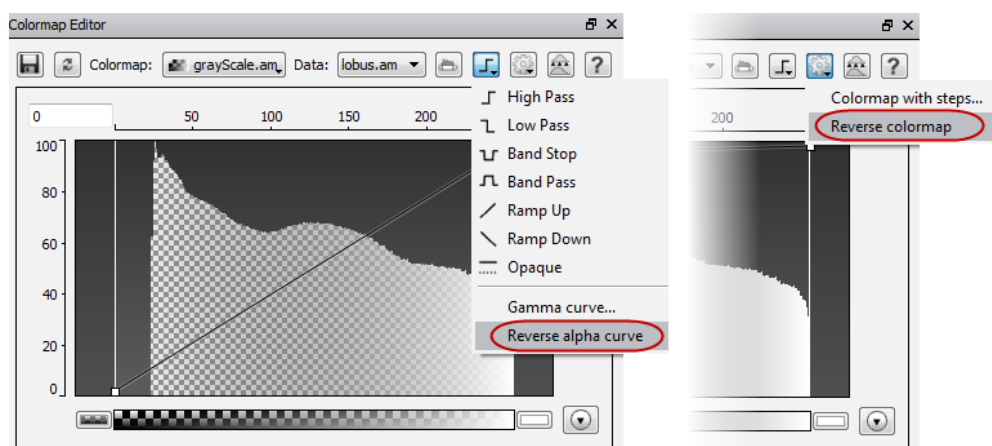 Colormap Editor
Colormap: grayScale.am Data: lobus.am ?
High Pass
Low Pass
Band Stop
Band Pass
Ramp Up
Ramp Down
Opaque
Gamma curve...
Reverse alpha curve
0 50 100 150 200
100
80
60
40
20
0
?
Colormap with steps...
Reverse colormap
200